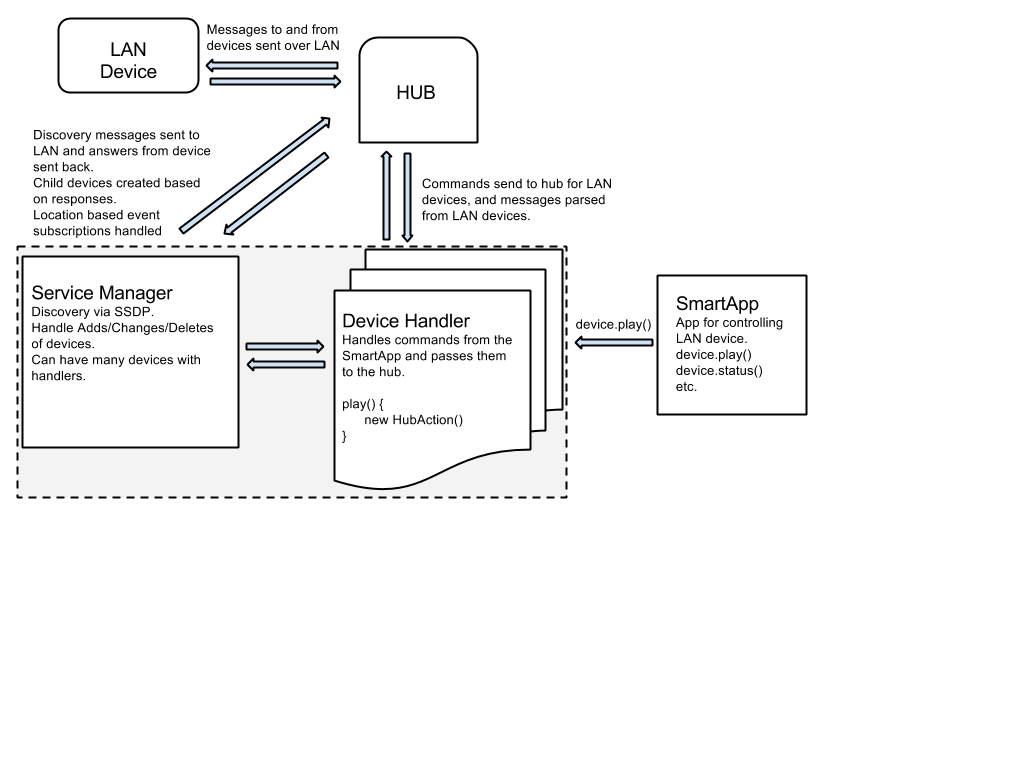 LAN
Device
Messages to and from
devices sent over LAN
HUB
Discovery messages sent to
LAN and answers from device
sent back.
Child devices created based
on responses.
Location based event
subscriptions handled
Commands send to hub for LAN
devices, and messages parsed
from LAN devices.
Service Manager
Discovery via SSDP.
Handle Adds/Changes/Deletes
of devices.
Can have many devices with
handlers.
Device Handler
Handles commands from the
SmartApp and passes them
to the hub.
play() {
new HubAction()
}
device.play()
SmartApp
App for controlling
LAN device.
device.play()
device.status()
etc.